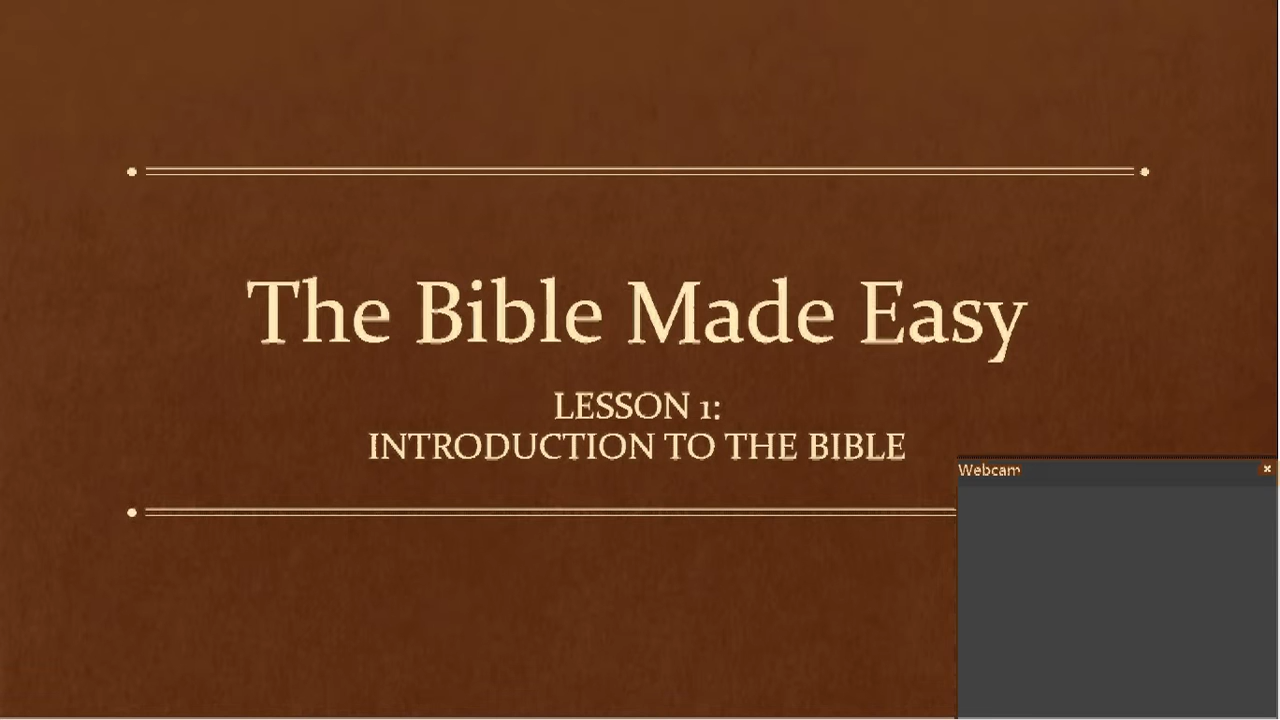 The Bible Made Easy
LESSON 1:
INTRODUCTION TO THE BIBLE
Webcam